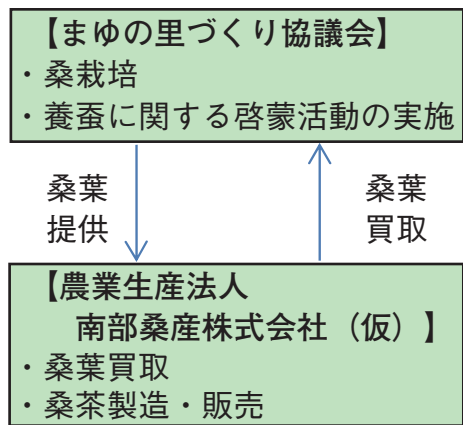 【まゆの里づくり協議会】
・桑栽培
・養蚕に関する啓蒙活動の実施
桑葉
提供
桑葉
買取
【農業生産法人
南部桑産株式会社（仮）】
・桑葉買取
・桑茶製造・販売